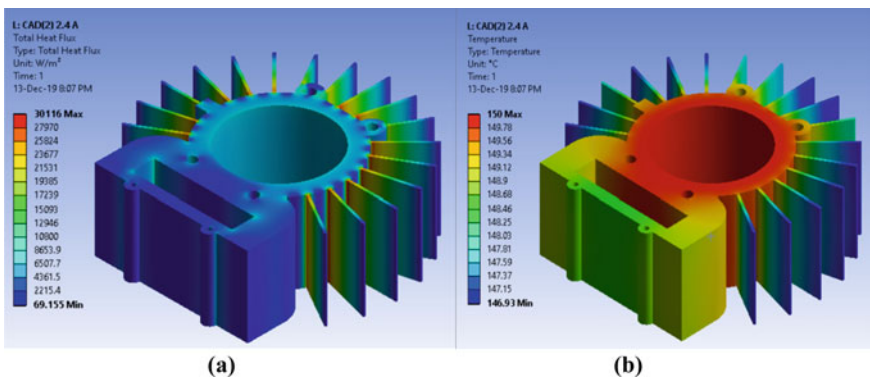 L: CAD(2) 2.4 A
Total Heat Flux
Type: Total Heat Flux
Unit: W/m²
Time: 1
13-Dec-19 8:07 PM
30116 Max
27970
25824
23677
21531
19385
17239
15093
12946
10800
8653.9
6507.7
4361.5
2215.4
69.155 Min
(a)
L: CAD(2) 2.4 A
Temperature
Type: Temperature
Unit: °C
Time: 1
13-Dec-19 8:07 PM
150 Max
149.78
149.56
149.34
149.12
148.9
148.68
148.46
148.25
148.03
147.81
147.59
147.37
147.15
146.93 Min
(b)